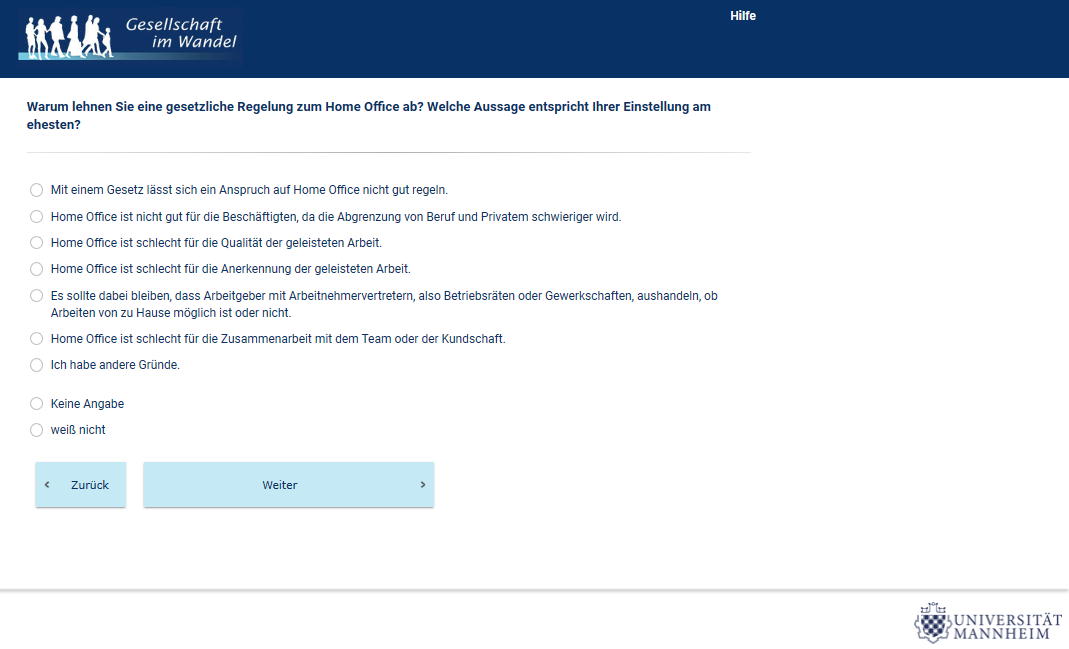 Gesellschaft
im Wandel
Hilfe
Warum lehnen Sie eine gesetzliche Regelung zum Home Office ab? Welche Aussage entspricht Ihrer Einstellung am
ehesten?
Mit einem Gesetz lässt sich ein Anspruch auf Home Office nicht gut regeln.
Home Office ist nicht gut für die Beschäftigten, da die Abgrenzung von Beruf und Privatem schwieriger wird.
Home Office ist schlecht für die Qualität der geleisteten Arbeit.
Home Office ist schlecht für die Anerkennung der geleisteten Arbeit.
Es sollte dabei bleiben, dass Arbeitgeber mit Arbeitnehmervertretern, also Betriebsräten oder Gewerkschaften, aushandeln, ob
Arbeiten von zu Hause möglich ist oder nicht.
Home Office ist schlecht für die Zusammenarbeit mit dem Team oder der Kundschaft.
Ich habe andere Gründe.
Keine Angabe
weiß nicht
Zurück
Weiter
UNIVERSITÄT
MANNHEIM